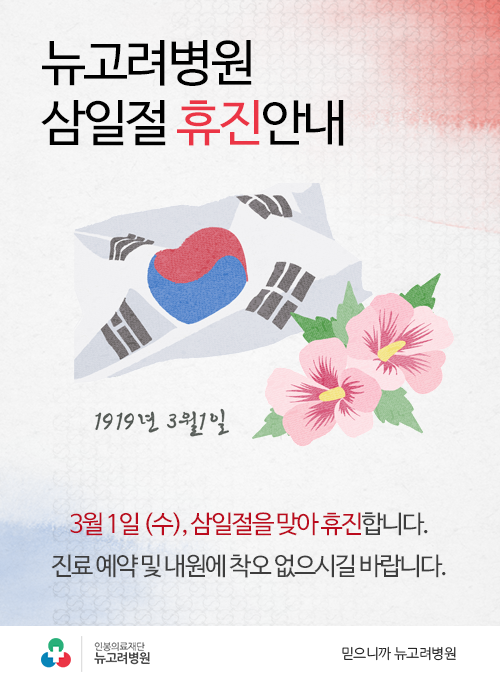 뉴고려병원
삼일절 휴진안내
1919년 3월1일
3월 1일 (수), 삼일절을 맞아 휴진합니다.
진료 예약 및 내원에 착오 없으시길 바랍니다.
인봉의료재단
뉴고려병원
믿으니까 뉴고려병원